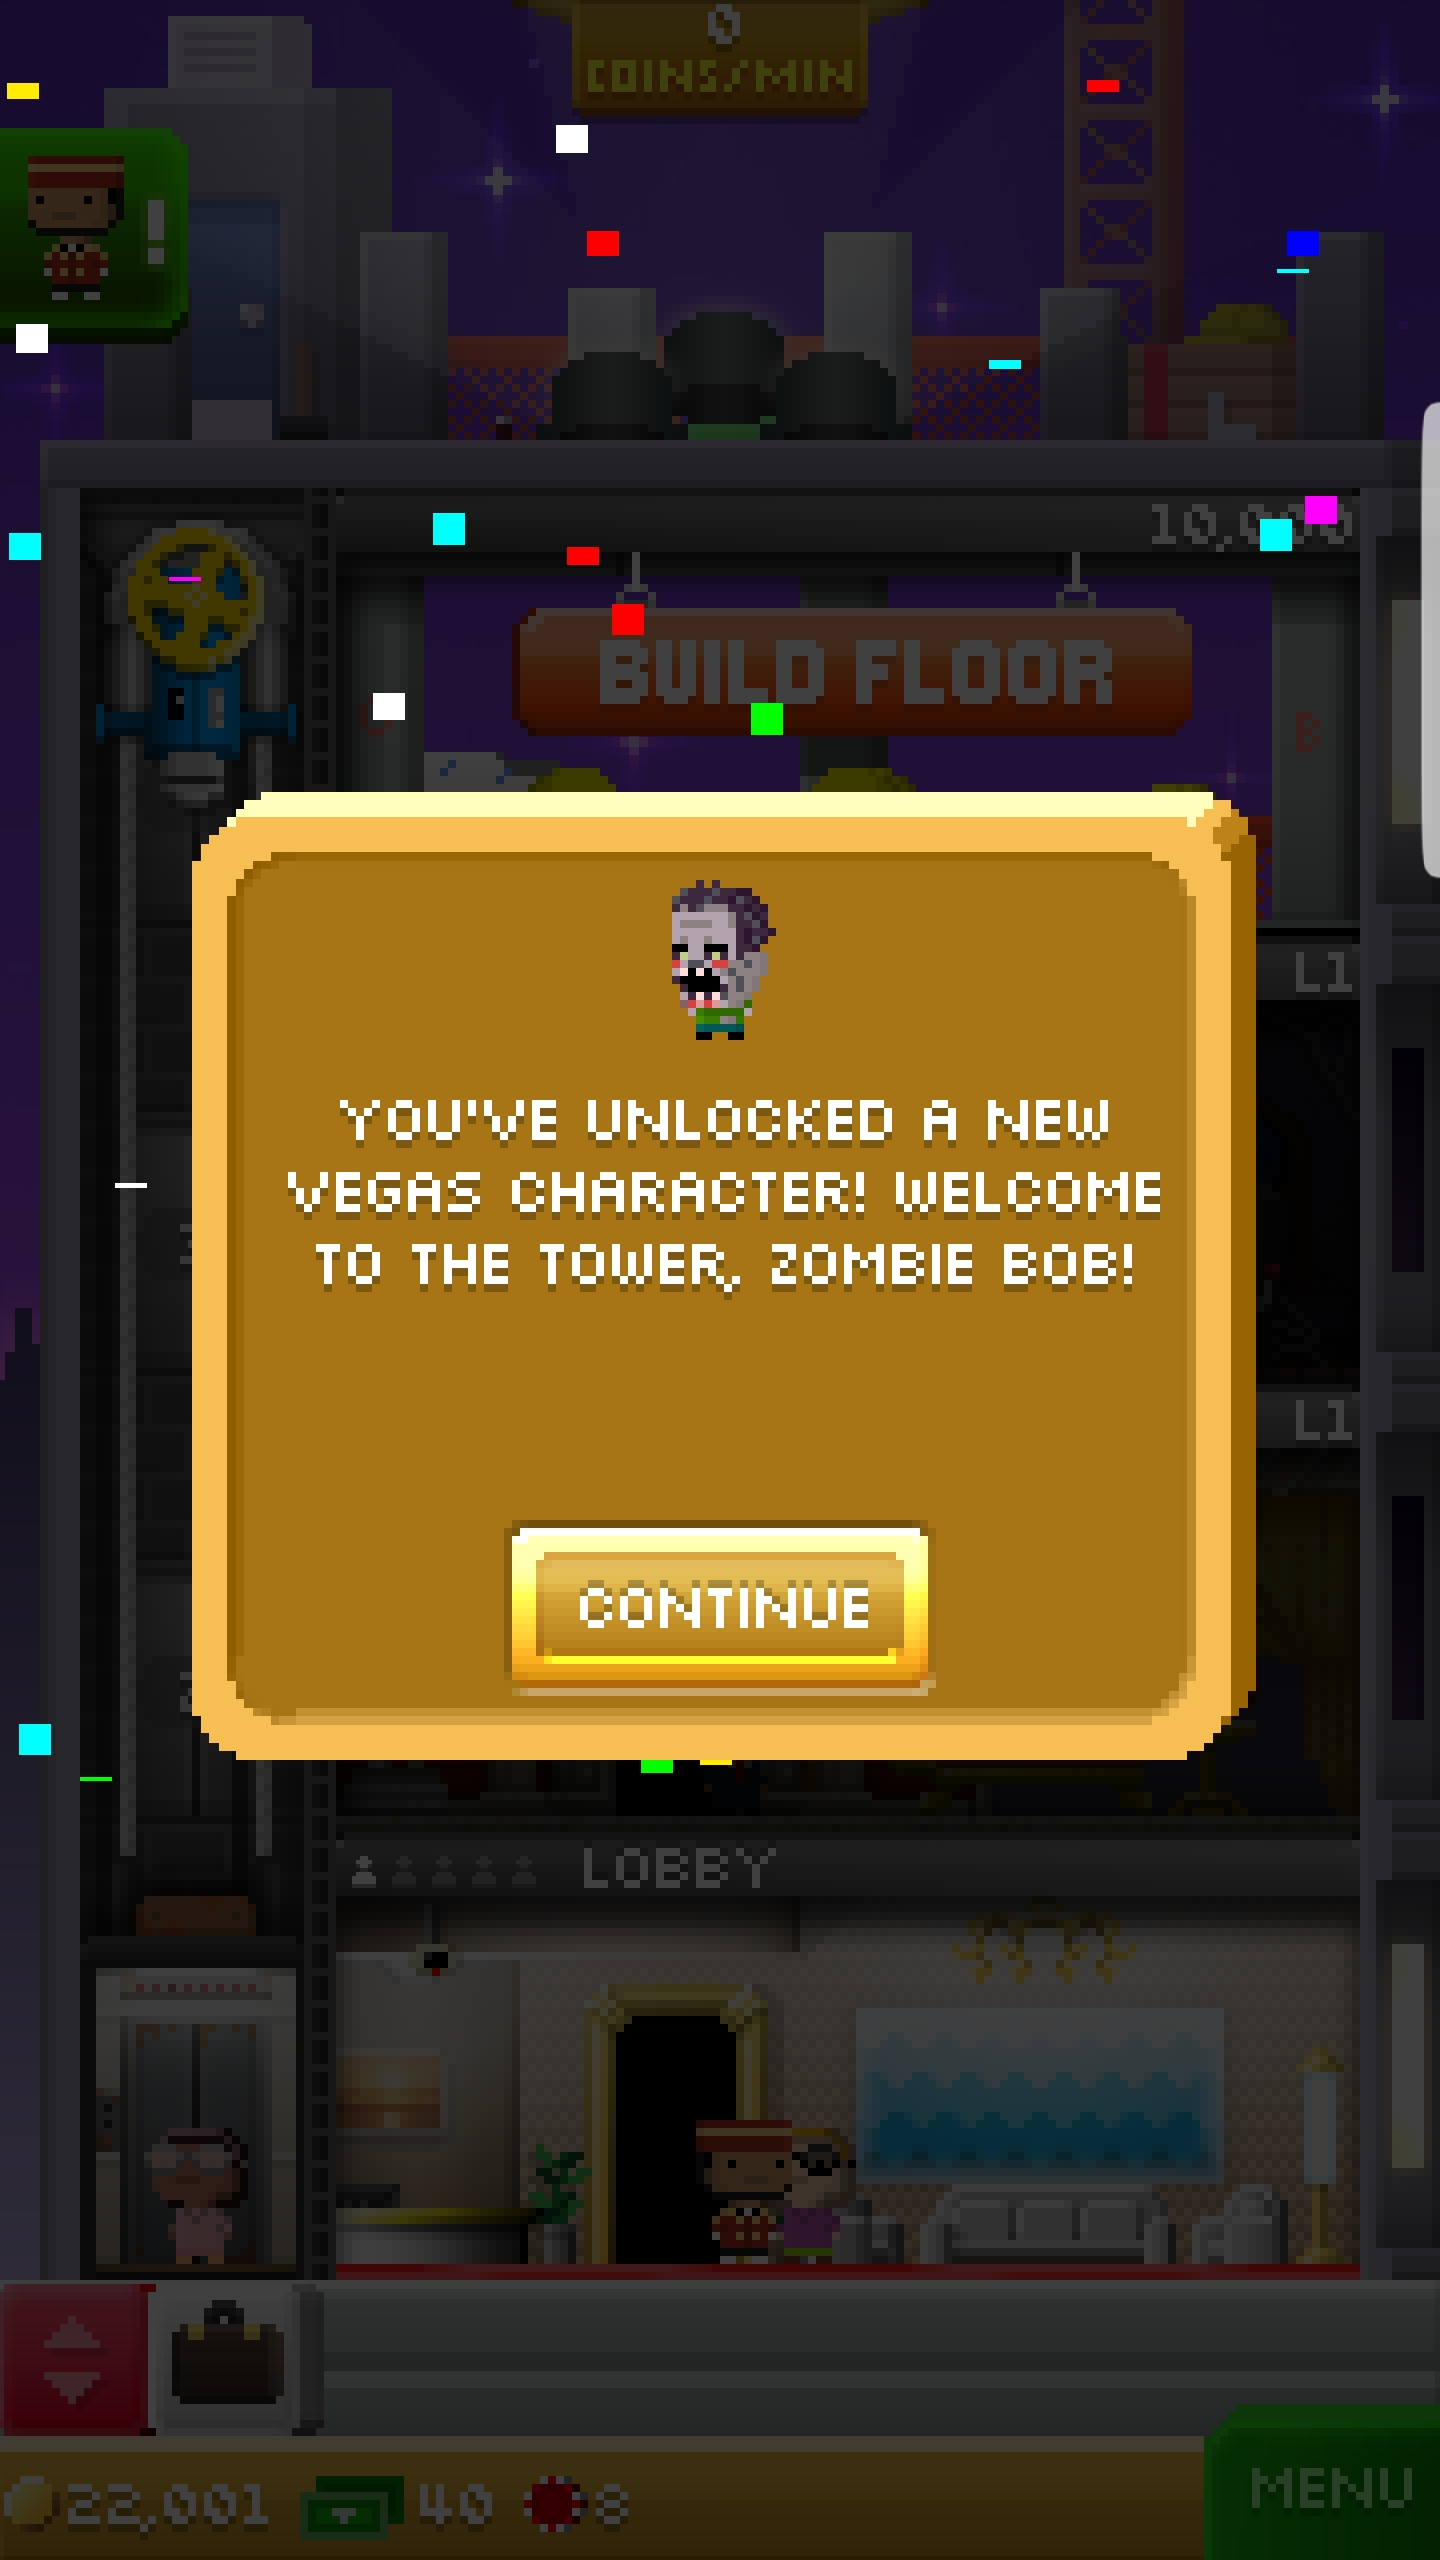 0
COINS/MIN
!
BUILD FLOOR
B
L1
YOU'VE UNLOCKED A NEW
VEGAS CHARACTER! WELCOME
TO THE TOWER, ZOMBIE BOB!
L1
CONTINUE
LOBBY
22,001 40 8
MENU